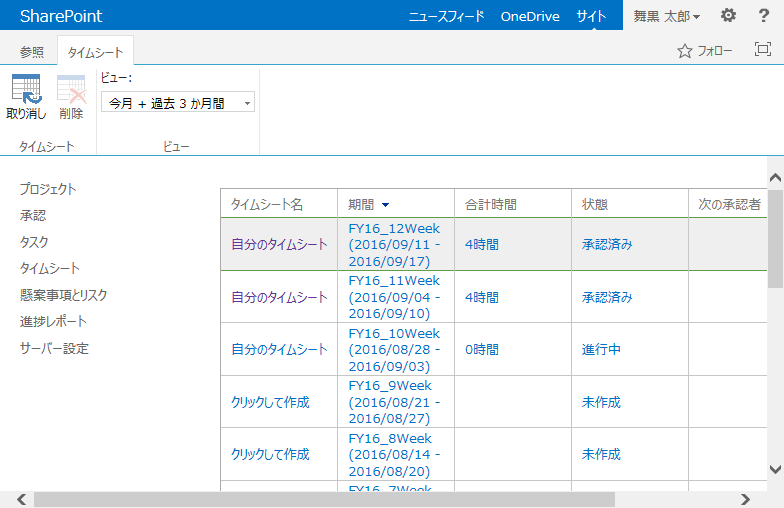 SharePoint ニュースフィード OneDrive サイト 舞黒 太郎 ?
参照 タイムシート フォロー
ビュー:
今月 + 過去 3 か月間
取り消し 削除
タイムシート ビュー
プロジェクト
承認
タスク
タイムシート
懸案事項とリスク
進捗レポート
サーバー設定
タイムシート名 期間 合計時間 状態 次の承認者
自分のタイムシート FY16_12Week (2016/09/11 - 2016/09/17) 4時間 承認済み
自分のタイムシート FY16_11Week (2016/09/04 - 2016/09/10) 4時間 承認済み
自分のタイムシート FY16_10Week (2016/08/28 - 2016/09/03) 0時間 進行中
クリックして作成 FY16_9Week (2016/08/21 - 2016/08/27) 未作成
クリックして作成 FY16_8Week (2016/08/14 - 2016/08/20) 未作成
FY16_7Week